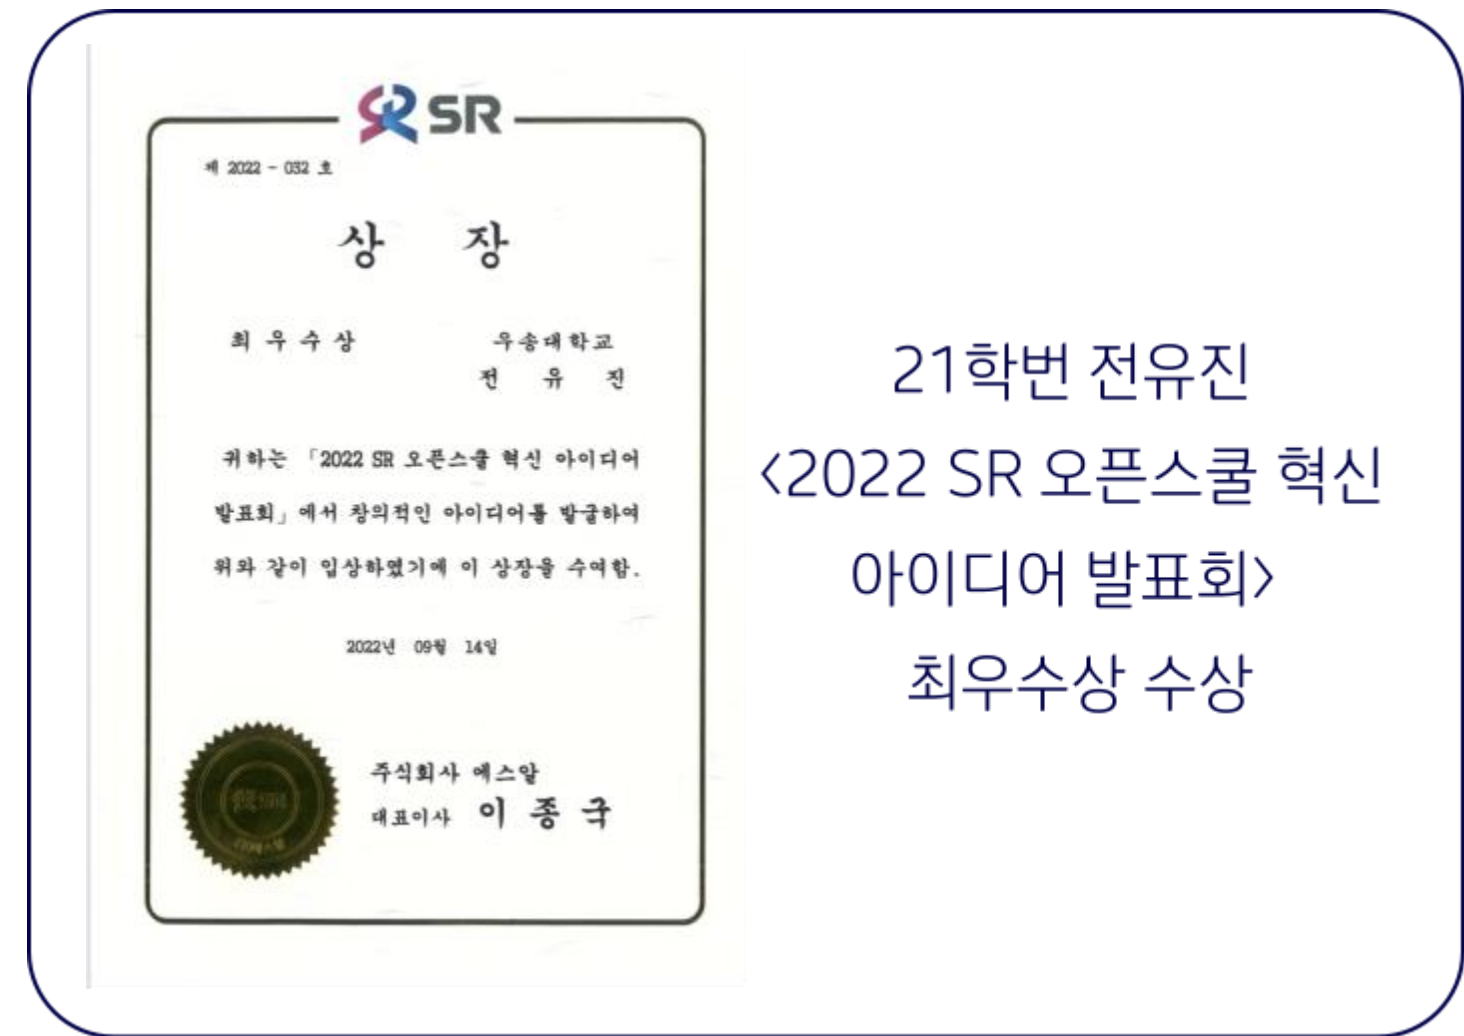 SR
제 2022 - 032 호
상 장
최우수상 우송대학교
전 유 진
귀하는 「2022 SR 오픈스쿨 혁신 아이디어
발표회」에서 창의적인 아이디어를 발굴하여
위와 같이 입상하였기에 이 상장을 수여함.
2022년 09월 14일
주식회사 에스알
대표이사 이 종 국
21학번 전유진
<2022 SR 오픈스쿨 혁신
아이디어 발표회>
최우수상 수상